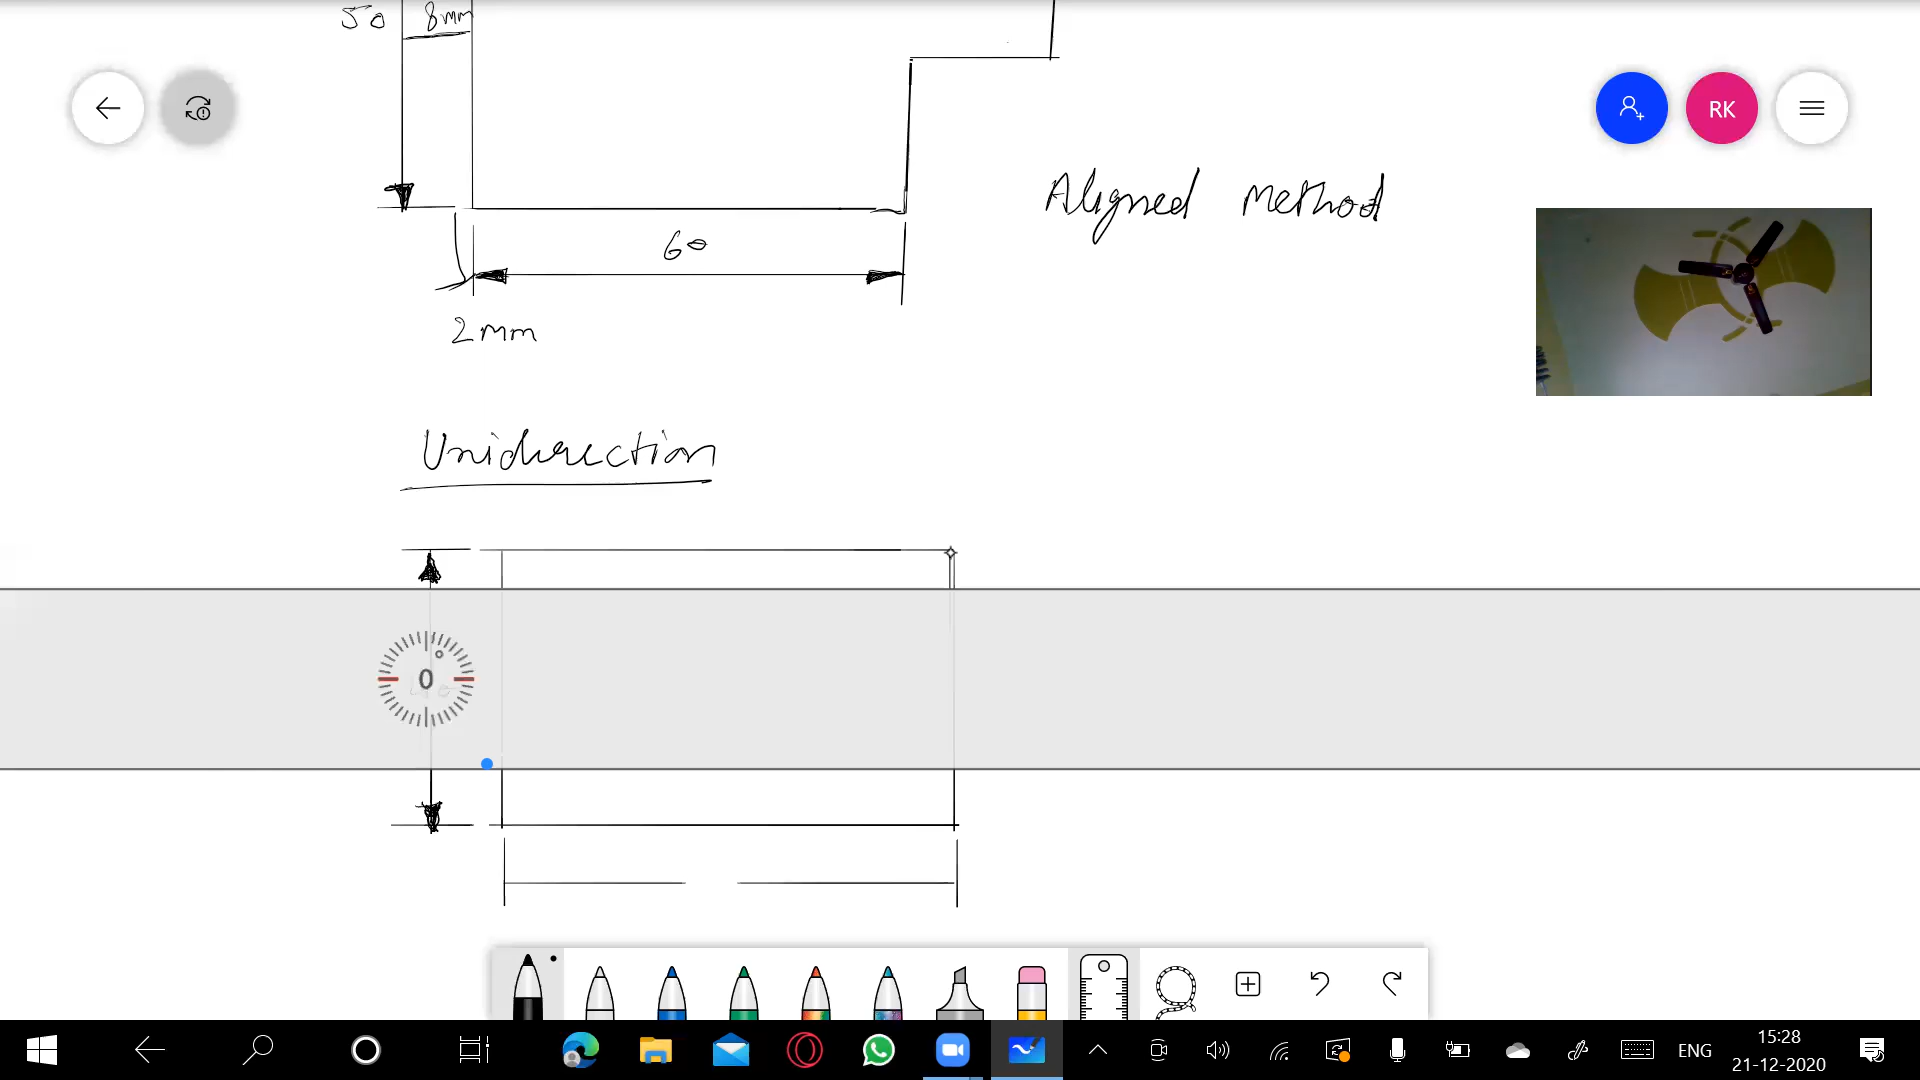 50 8mm
RK
Aligned Method
60
2mm
Unidirection
0°
ENG
15:28
21-12-2020